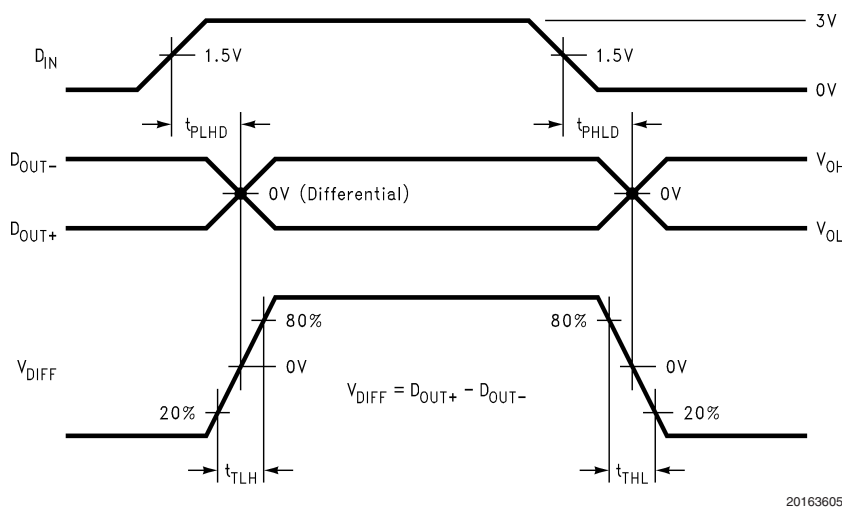 3V
D_IN
1.5V
1.5V
0V
t_PLHD
t_PHLD
D_OUT-
V_OH
0V (Differential)
0V
D_OUT+
V_OL
80%
80%
V_DIFF
0V
0V
V_DIFF = D_OUT+ - D_OUT-
20%
20%
t_TLH
t_THL
20163605